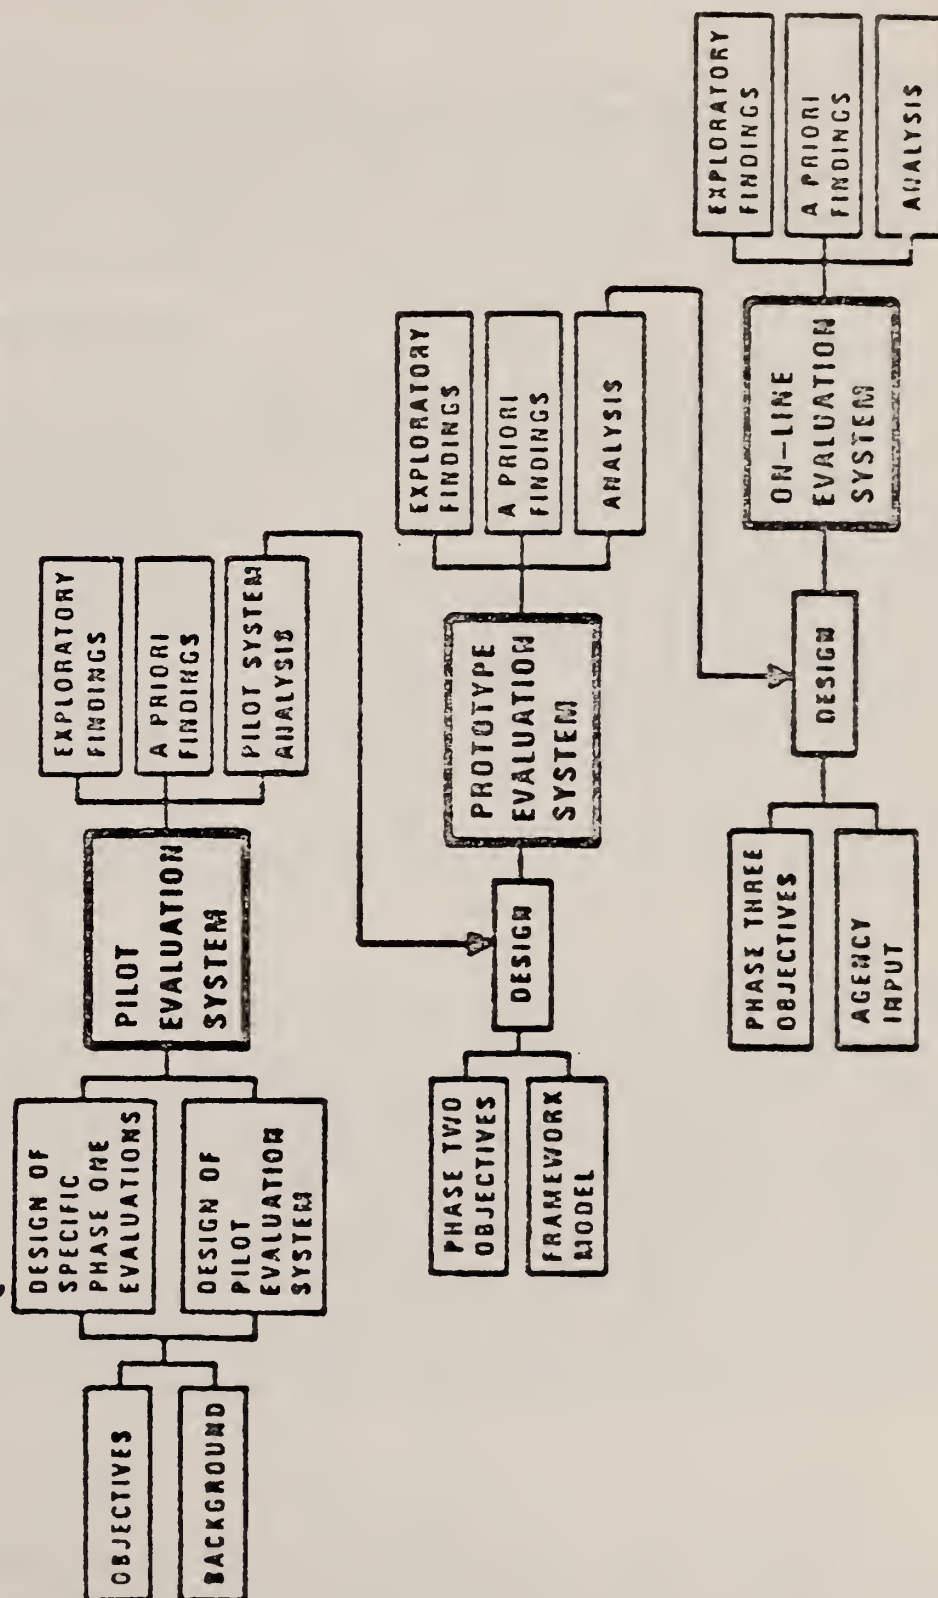 OBJECTIVES
BACKGROUND
DESIGN OF
SPECIFIC
PHASE ONE
EVALUATIONS
DESIGN OF
PILOT
EVALUATION
SYSTEM
PILOT
EVALUATION
SYSTEM
EXPLORATORY
FINDINGS
A PRIORI
FINDINGS
PILOT SYSTEM
ANALYSIS
PHASE TWO
OBJECTIVES
FRAMEWORK
MODEL
DESIGN
PROTOTYPE
EVALUATION
SYSTEM
EXPLORATORY
FINDINGS
A PRIORI
FINDINGS
ANALYSIS
PHASE THREE
OBJECTIVES
AGENCY
INPUT
DESIGN
ON-LINE
EVALUATION
SYSTEM
EXPLORATORY
FINDINGS
A PRIORI
FINDINGS
ANALYSIS